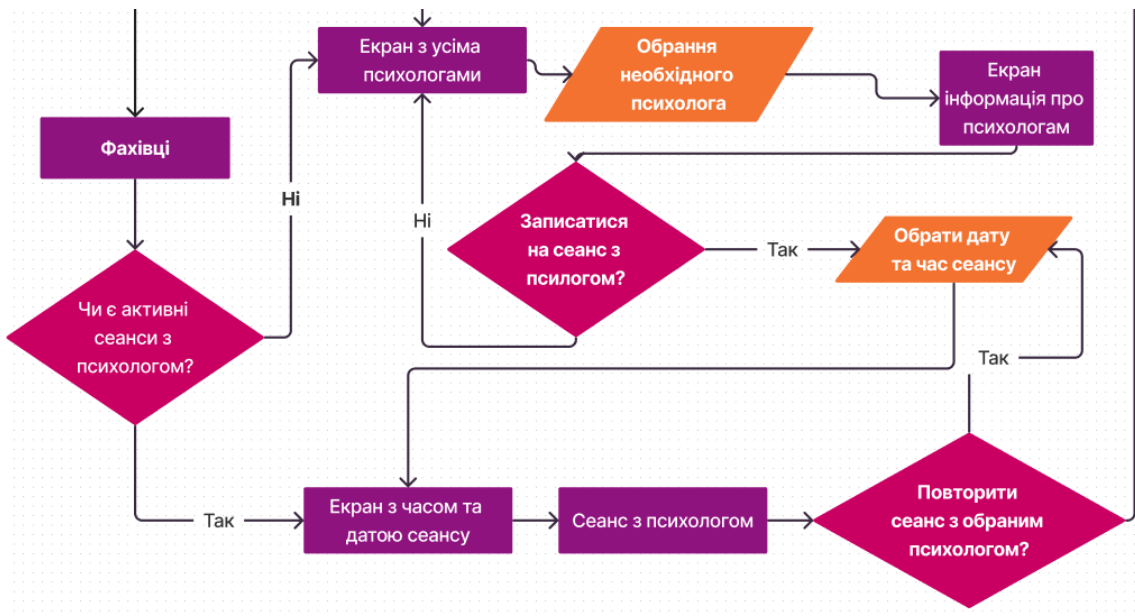 Екран з усіма
психологами
Обрання
необхідного
психолога
Екран
інформація про
психологам
Фахівці
Ні
Ні
Записатися
на сеанс з
псилогом?
Так
Обрати дату
та час сеансу
Чи є активні
сеанси з
психологом?
Так
Так
Екран з часом та
датою сеансу
Сеанс з психологом
Повторити
сеанс з обраним
психологом?